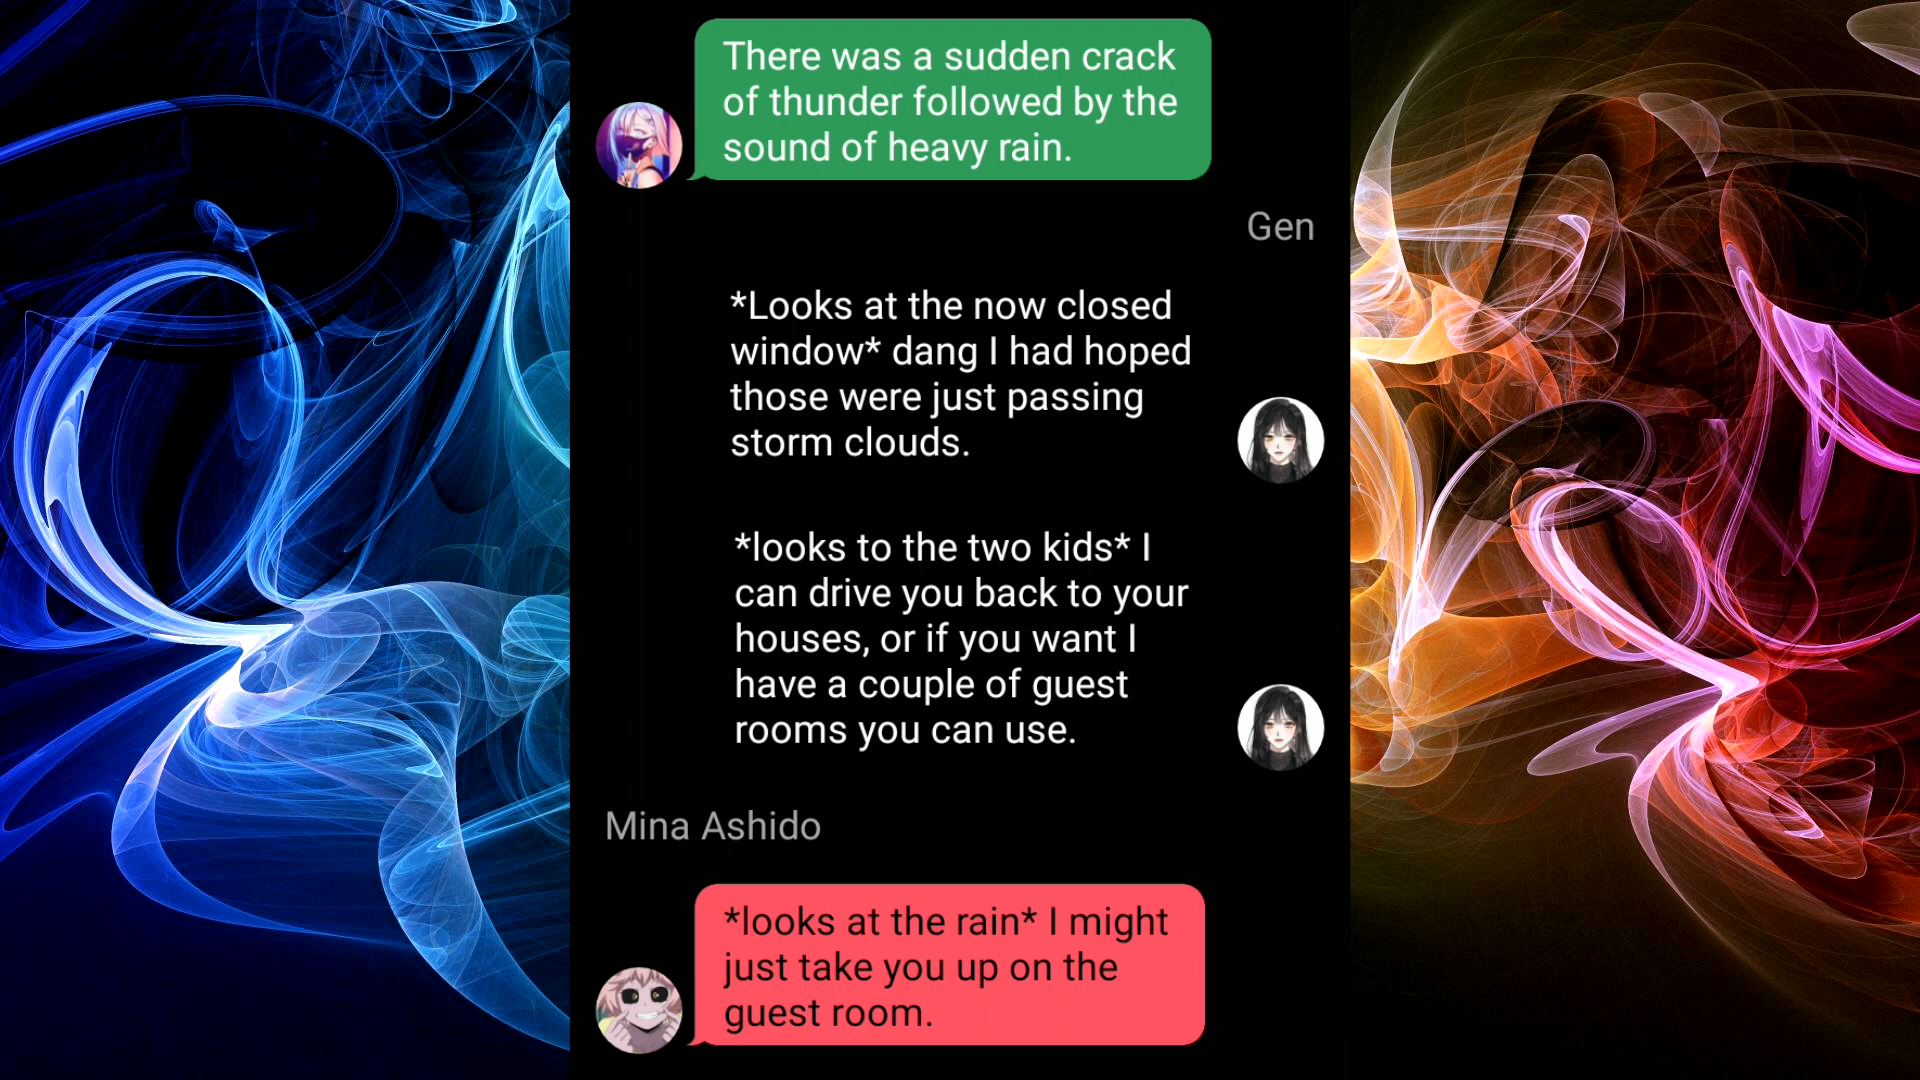 There was a sudden crack
of thunder followed by the
sound of heavy rain.
Gen
*Looks at the now closed
window* dang I had hoped
those were just passing
storm clouds.
*looks to the two kids* I
can drive you back to your
houses, or if you want I
have a couple of guest
rooms you can use.
Mina Ashido
*looks at the rain* I might
just take you up on the
guest room.